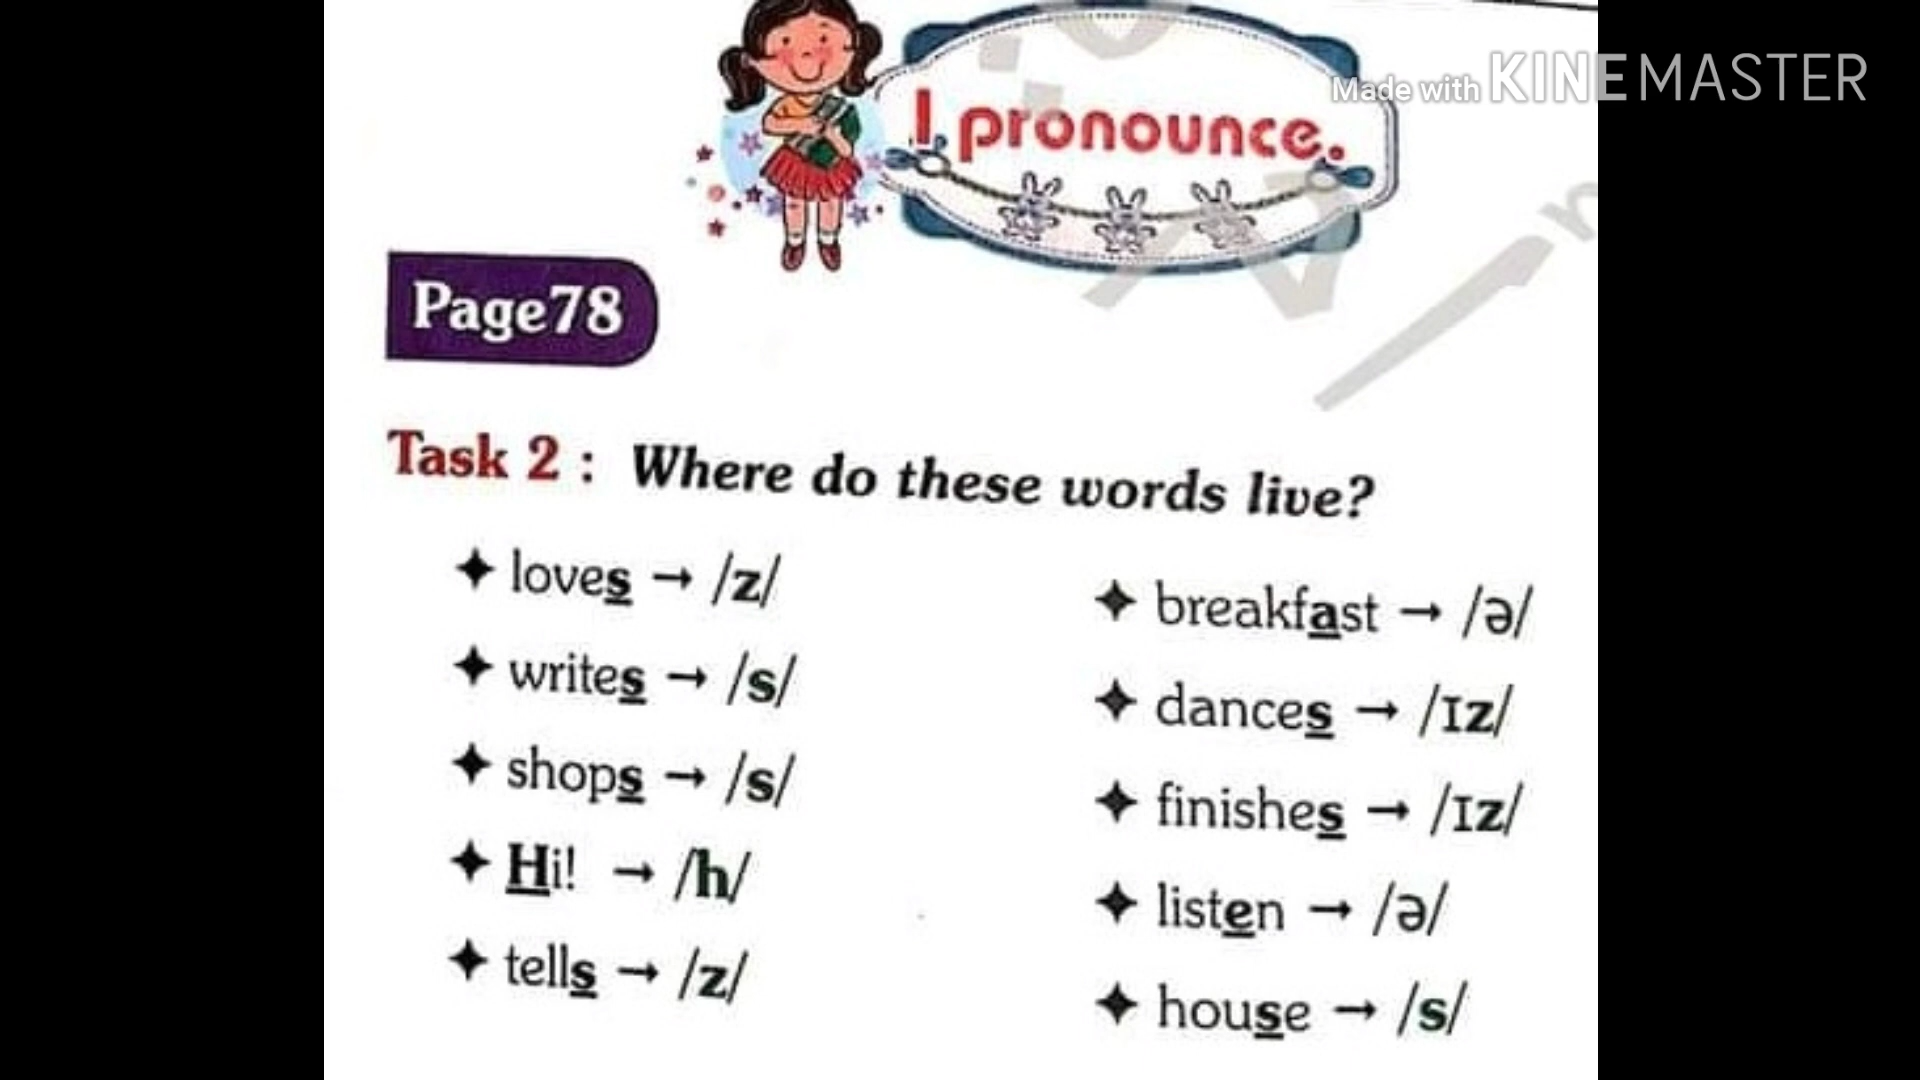 Made with KINEMASTER
I pronounce.
Page78
Task 2 : Where do these words live?
✦ loves → /z/
✦ writes → /s/
✦ shops → /s/
✦ Hi! → /h/
✦ tells → /z/
✦ breakfast → /ə/
✦ dances → /ɪz/
✦ finishes → /ɪz/
✦ listen → /ə/
✦ house → /s/